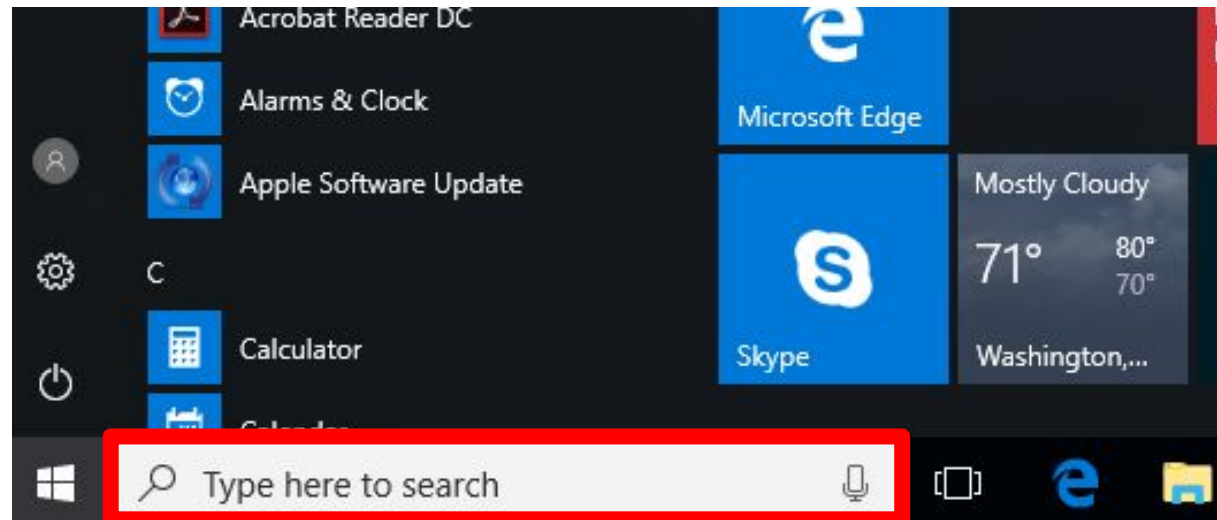 Acrobat Reader DC
Alarms & Clock
Apple Software Update
C
Calculator
Calendar
Microsoft Edge
Skype
Mostly Cloudy
71° 80°
70°
Washington,...
Type here to search